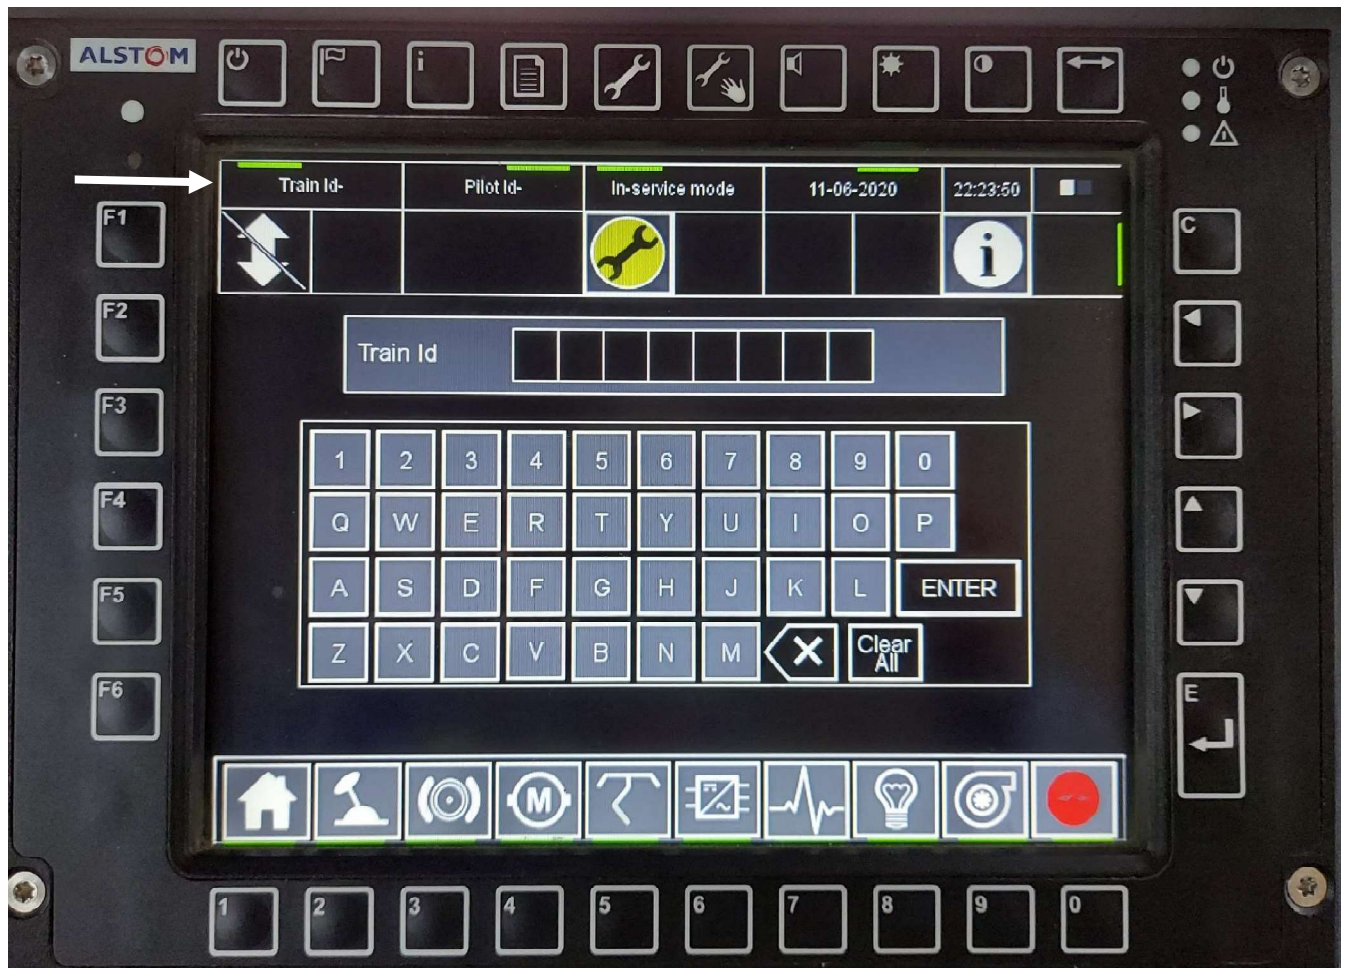 ALSTOM
i
Train Id-
Pilot Id-
In-service mode
11-06-2020
22:23:50
i
F1
F2
F3
F4
F5
F6
C
E
Train Id
1 2 3 4 5 6 7 8 9 0
Q W E R T Y U I O P
A S D F G H J K L ENTER
Z X C V B N M X Clear
All
M
1 2 3 4 5 6 7 8 9 0